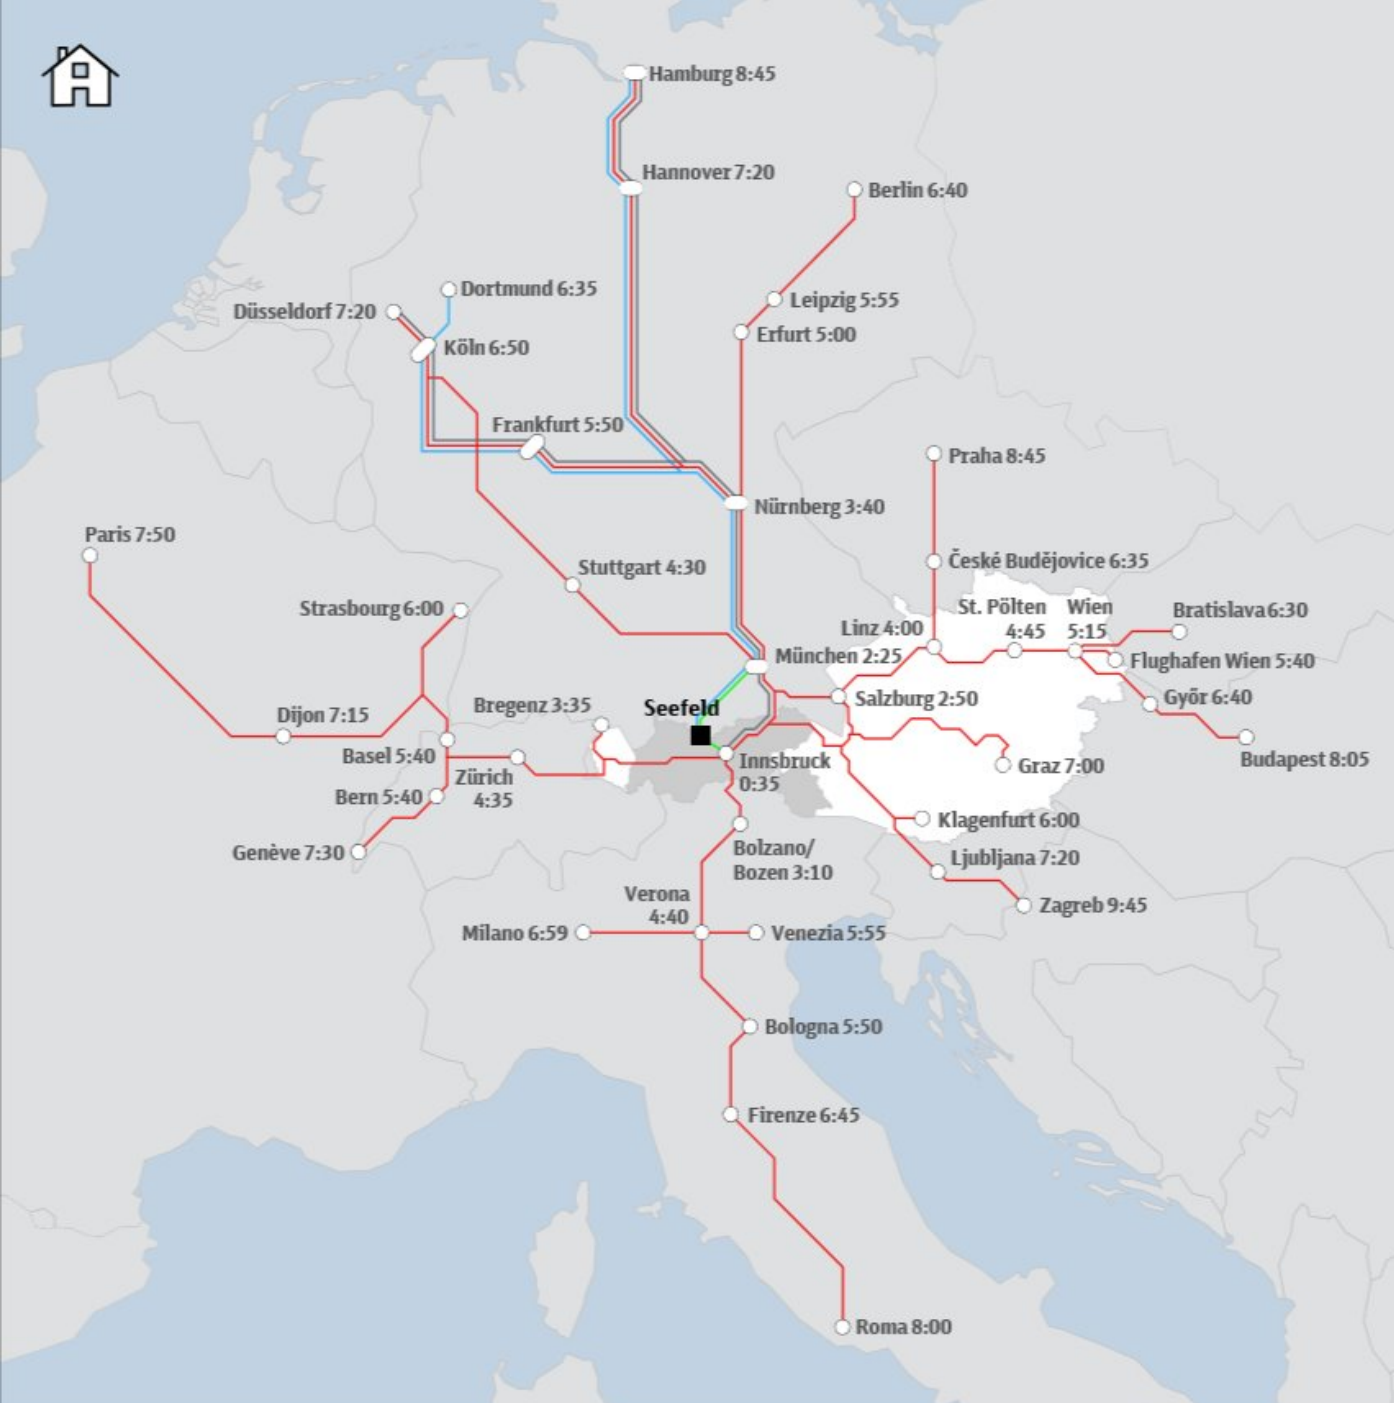 Hamburg 8:45
Hannover 7:20
Berlin 6:40
Dortmund 6:35
Leipzig 5:55
Düsseldorf 7:20
Erfurt 5:00
Köln 6:50
Frankfurt 5:50
Praha 8:45
Nürnberg 3:40
Paris 7:50
České Budějovice 6:35
Stuttgart 4:30
Strasbourg 6:00
St. Pölten
4:45
Wien
5:15
Bratislava 6:30
Linz 4:00
München 2:25
Flughafen Wien 5:40
Salzburg 2:50
Győr 6:40
Bregenz 3:35
Seefeld
Dijon 7:15
Basel 5:40
Innsbruck
0:35
Budapest 8:05
Graz 7:00
Zürich
4:35
Bern 5:40
Klagenfurt 6:00
Genève 7:30
Bolzano/
Bozen 3:10
Ljubljana 7:20
Verona
4:40
Zagreb 9:45
Milano 6:59
Venezia 5:55
Bologna 5:50
Firenze 6:45
Roma 8:00